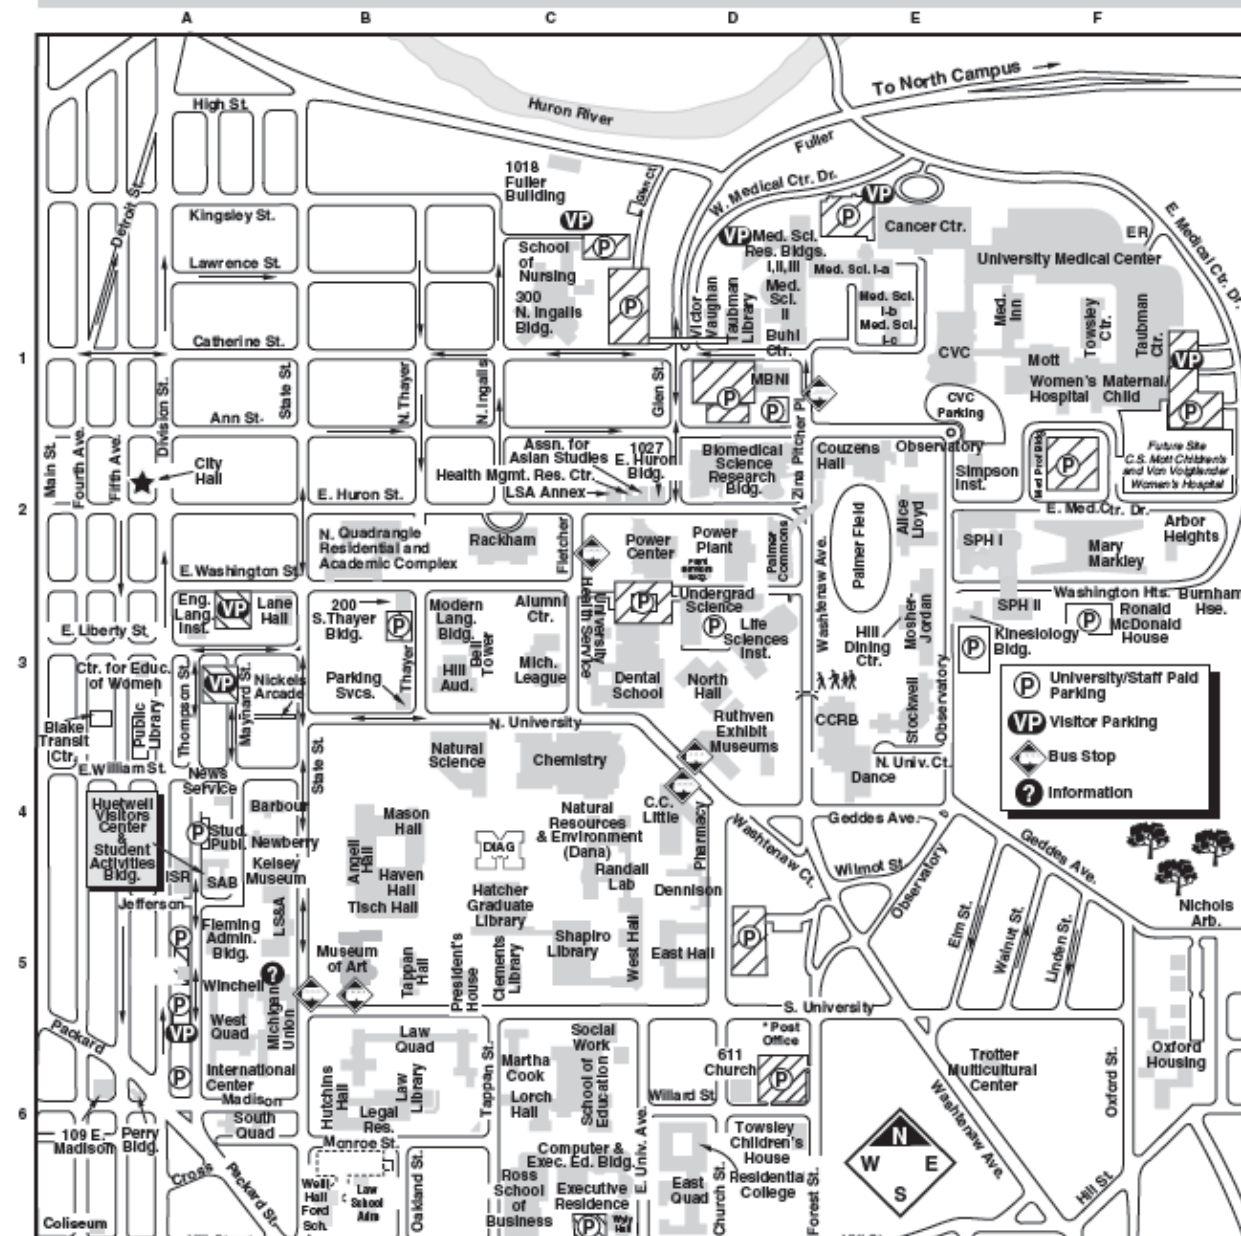 A B C D E F
To North Campus
Huron River
High St.
Fuller
1018
Fuller
Building
Glen Ct.
W. Medical Ctr. Dr.
VP
P
Detroit St.
Kingsley St.
VP
P
School
of
Nursing
VP
Med. Sci.
Res. Bldgs.
I,II,III
Cancer Ctr.
ER
E. Medical Ctr. Dr.
University Medical Center
Lawrence St.
300
N. Ingalls
Bldg.
P
Victor
Vaughan
Taubman
Library
Med.
Sci.
II
Med. Sci. I-a
Med. Sci.
I-b
Med. Sci.
I-c
Med.
Inn
Towsley
Ctr.
Taubman
Ctr.
Catherine St.
Buhl
Ctr.
1
CVC
Mott
VP
State St.
N. Thayer
N. Ingalls
Glen St.
MBNI
P
P
Women's
Hospital
Maternal/
Child
P
Division St.
Ann St.
CVC
Parking
Zina Pitcher Pl.
Main St.
Fourth Ave.
Fifth Ave.
City
Hall
Assn. for
Asian Studies
Health Mgmt. Res. Ctr.
LSA Annex
1027
E. Huron
Bldg.
Biomedical
Science
Research
Bldg.
Couzens
Hall
Observatory
Simpson
Inst.
Med Prof Bldg
P
Future Site
C.S. Mott Children's
and Von Voigtlander
Women's Hospital
E. Huron St.
2
E. Med. Ctr. Dr.
N. Quadrangle
Residential and
Academic Complex
Rackham
Fletcher
Power
Center
Power
Plant
Palmer
Commons
Washtenaw Ave.
Palmer Field
Alice
Lloyd
SPH I
Mary
Markley
Arbor
Heights
E. Washington St.
Washington Hts.
Burnham
Hse.
Eng.
Lang.
Inst.
VP
Lane
Hall
200
S. Thayer
Bldg.
P
Modern
Lang.
Bldg.
Bell
Tower
Alumni
Ctr.
University
Health Service
P
Undergrad
Science
P
Life
Sciences
Inst.
Mosher-
Jordan
SPH II
P
Ronald
McDonald
House
E. Liberty St.
Hill
Dining
Ctr.
P
Kinesiology
Bldg.
3
Ctr. for Educ.
of Women
Thompson St.
VP
Maynard St.
Nickels
Arcade
Parking
Svcs.
Thayer
Hill
Aud.
Mich.
League
Dental
School
North
Hall
Stockwell
Observatory
Blake
Transit
Ctr.
Public
Library
N. University
Ruthven
Exhibit
Museums
CCRB
P University/Staff Paid
Parking
VP Visitor Parking
Bus Stop
? Information
E.William St.
News
Service
State St.
Natural
Science
Chemistry
N. Univ. Ct.
Dance
4
Huetwell
Visitors
Center
&
Student
Activities
Bldg.
P
Stud.
Publ.
Barbour
Newberry
Kelsey
Museum
ISR
SAB
Mason
Hall
Angell
Hall
Haven
Hall
Tisch Hall
DIAG
Hatcher
Graduate
Library
Natural
Resources
& Environment
(Dana)
Randall
Lab
C.C.
Little
Pharmacy
Dennison
Washtenaw Ct.
Geddes Ave.
Wilmot St.
Observatory
Geddes Ave.
Nichols
Arb.
Jefferson
Fleming
Admin.
Bldg.
LS&A
P
Museum
of Art
Tappan
Hall
President's
House
Clements
Library
Shapiro
Library
West Hall
East Hall
P
Elm St.
Walnut St.
Linden St.
5
Winchell
?
P
VP
West
Quad
Michigan
Union
S. University
Packard
Law
Quad
Social
Work
*Post
Office
P
International
Center
Madison
Hutchins
Hall
Law
Library
Legal
Res.
Tappan St.
Martha
Cook
Lorch
Hall
School of
Education
611
Church
P
Trotter
Multicultural
Center
Oxford
Housing
Oxford St.
Washtenaw Ave.
Willard St.
6
109 E.
Madison
Perry
Bldg.
South
Quad
Monroe St.
Computer &
Exec. Ed. Bldg.
E. Univ. Ave.
Towsley
Children's
House
N
W E
S
Cross
Packard St.
Law
School
Adm
Oakland St.
Ross
School
of
Business
Executive
Residence
P
East
Quad
Church St.
Residential
College
Forest St.
Hill St.
Coliseum